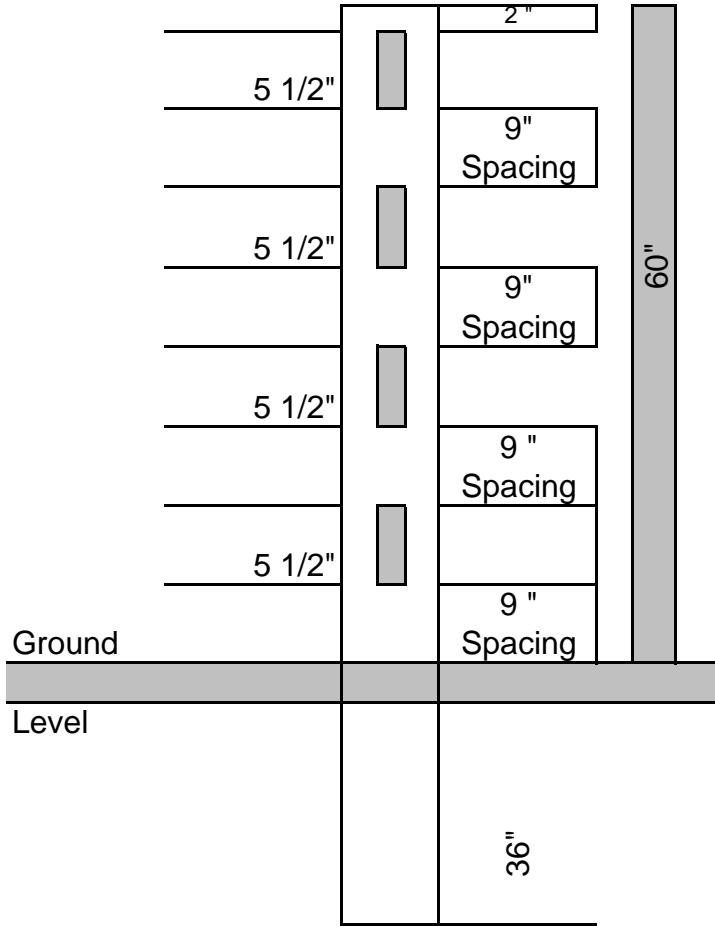 2 "
5 1/2"
9"
Spacing
5 1/2"
60"
9"
Spacing
5 1/2"
9 "
Spacing
5 1/2"
9 "
Ground
Spacing
Level
36"